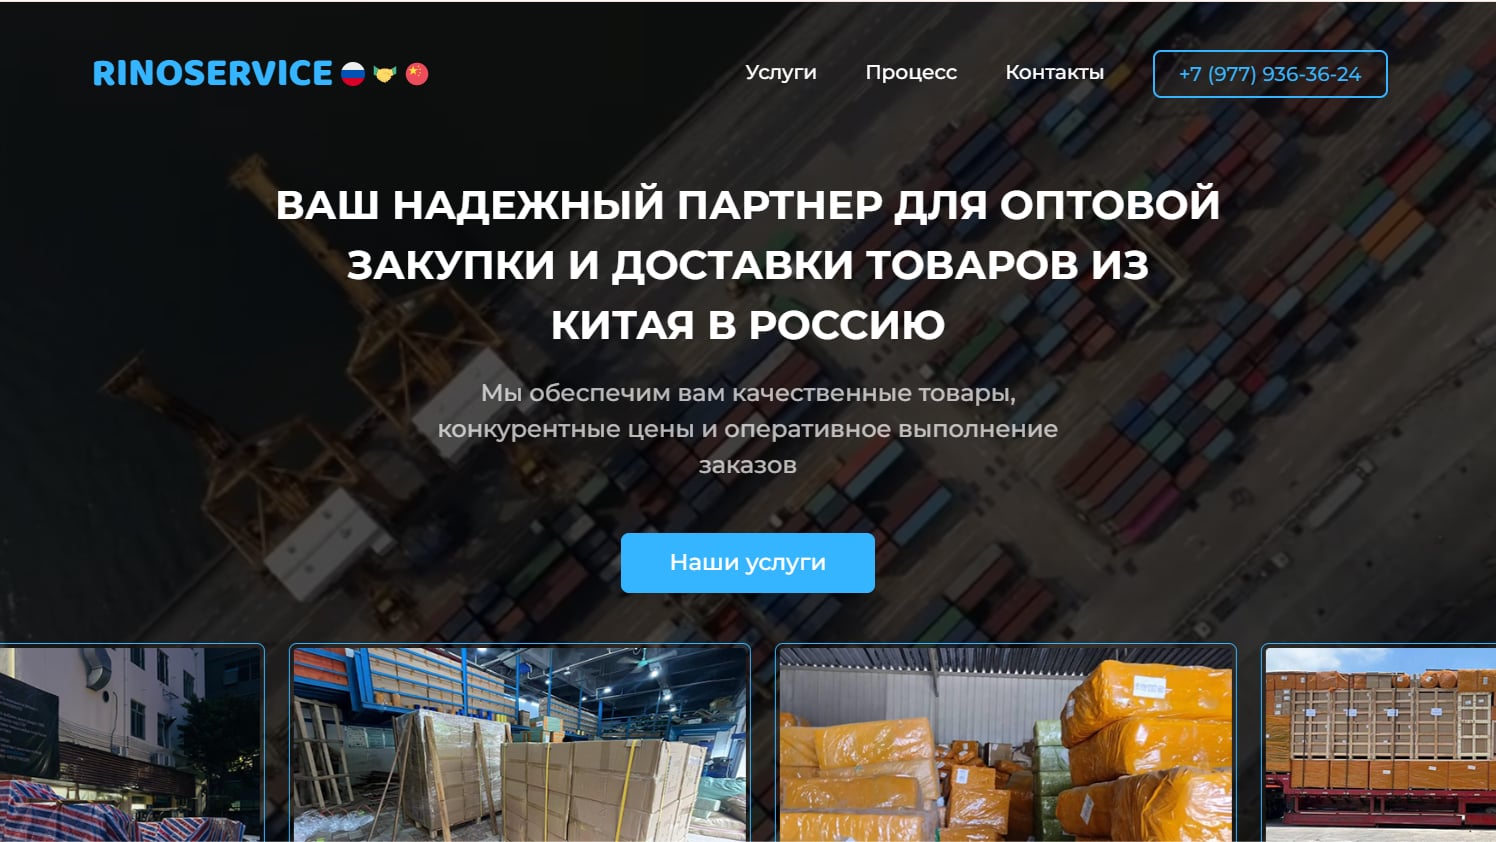 RINOSERVICE
Услуги
Процесс
Контакты
+7 (977) 936-36-24
ВАШ НАДЕЖНЫЙ ПАРТНЕР ДЛЯ ОПТОВОЙ
ЗАКУПКИ И ДОСТАВКИ ТОВАРОВ ИЗ
КИТАЯ В РОССИЮ
Мы обеспечим вам качественные товары,
конкурентные цены и оперативное выполнение
заказов
Наши услуги